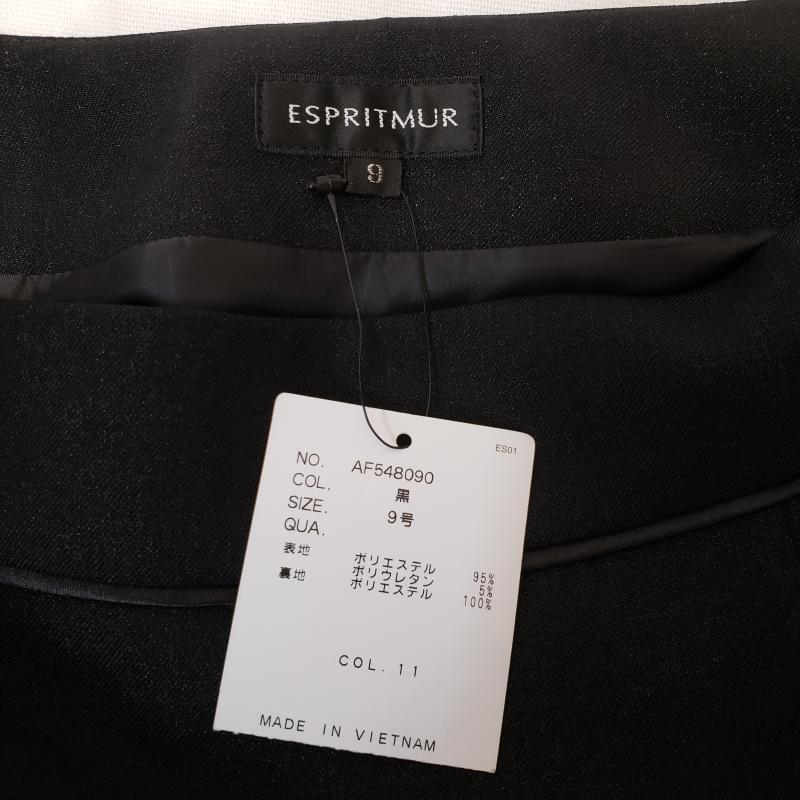 ESPRITMUR
9
ES01
NO. AF548090
COL. 黒
SIZE. 9号
QUA.
表地 ポリエステル 95%
ポリウレタン 5%
裏地 ポリエステル 100%
COL. 11
MADE IN VIETNAM